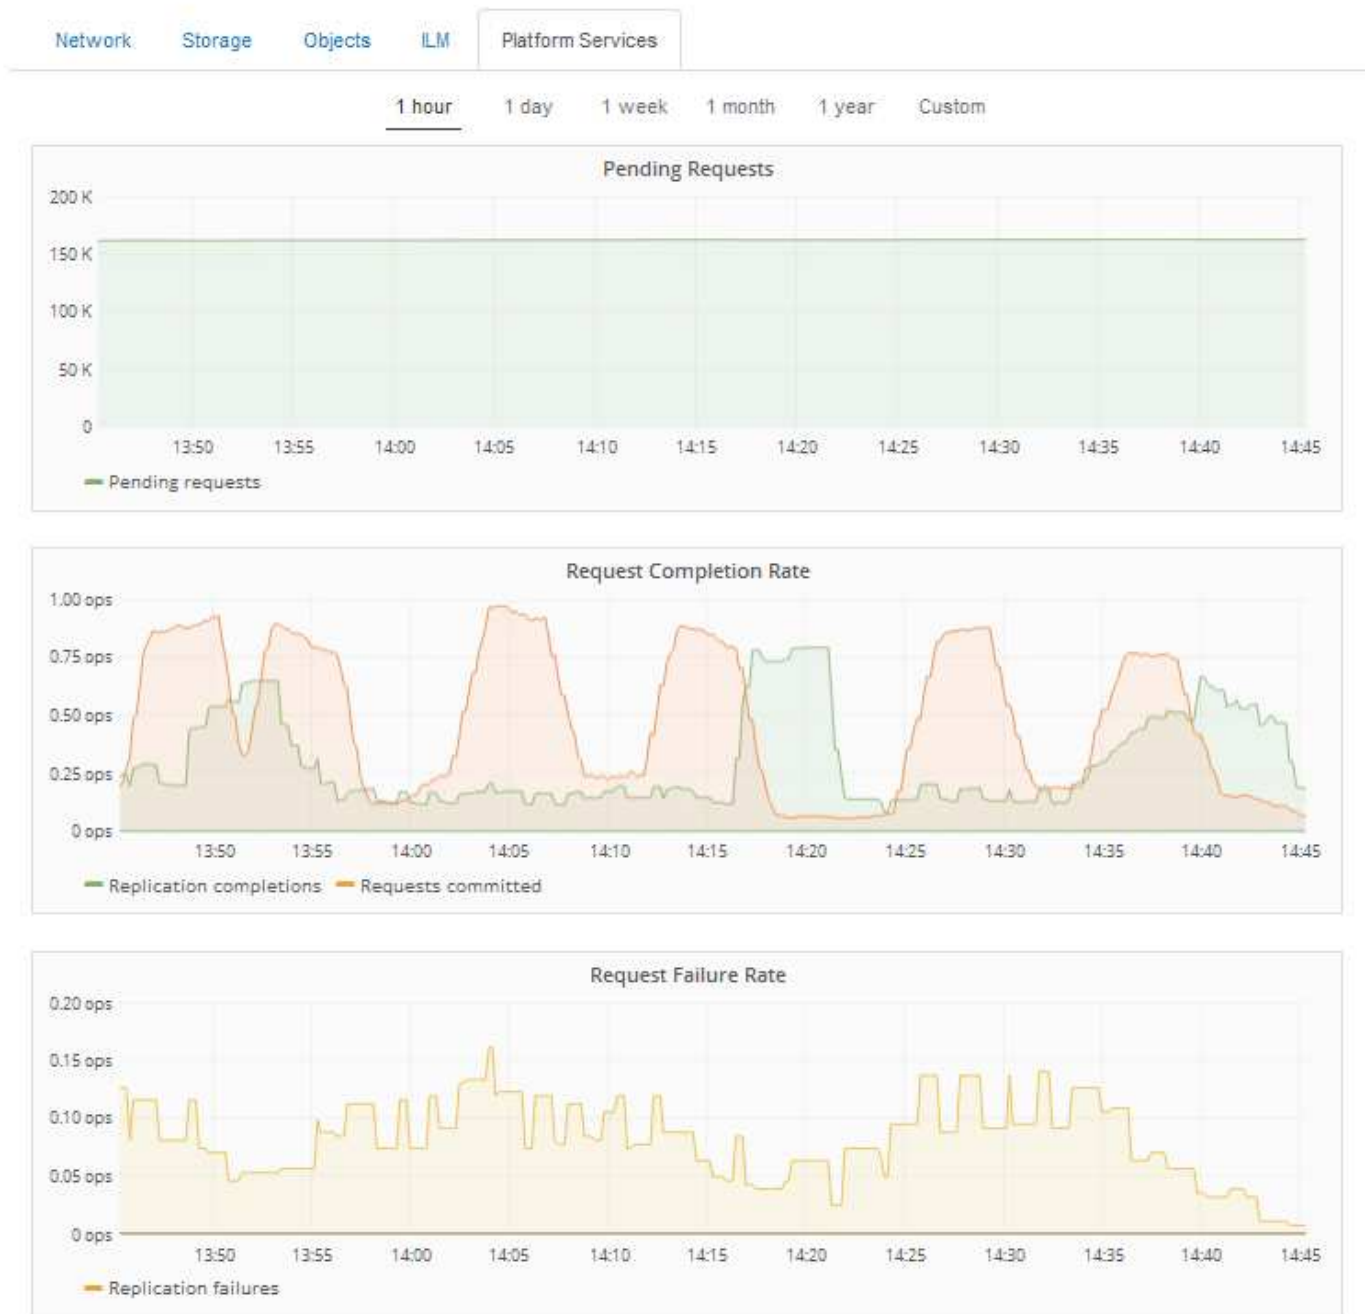 Network Storage Objects ILM Platform Services
1 hour 1 day 1 week 1 month 1 year Custom
Pending Requests
200 K
150 K
100 K
50 K
0
13:50 13:55 14:00 14:05 14:10 14:15 14:20 14:25 14:30 14:35 14:40 14:45
Pending requests
Request Completion Rate
1.00 ops
0.75 ops
0.50 ops
0.25 ops
0 ops
13:50 13:55 14:00 14:05 14:10 14:15 14:20 14:25 14:30 14:35 14:40 14:45
Replication completions Requests committed
Request Failure Rate
0.20 ops
0.15 ops
0.10 ops
0.05 ops
0 ops
13:50 13:55 14:00 14:05 14:10 14:15 14:20 14:25 14:30 14:35 14:40 14:45
Replication failures